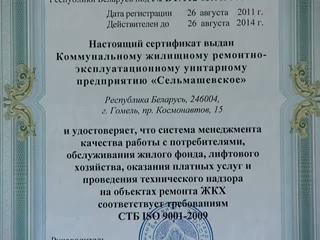 Дата регистрации 26 августа 2011 г.
Действителен до 26 августа 2014 г.
Настоящий сертификат выдан
Коммунальному жилищному ремонтно-
эксплуатационному унитарному
предприятию «Сельмашевское»
Республика Беларусь, 246004,
г. Гомель, пр. Космонавтов, 15
и удостоверяет, что система менеджмента
качества работы с потребителями,
обслуживания жилого фонда, лифтового
хозяйства, оказания платных услуг и
проведения технического надзора
на объектах ремонта ЖКХ
соответствует требованиям
СТБ ISO 9001-2009